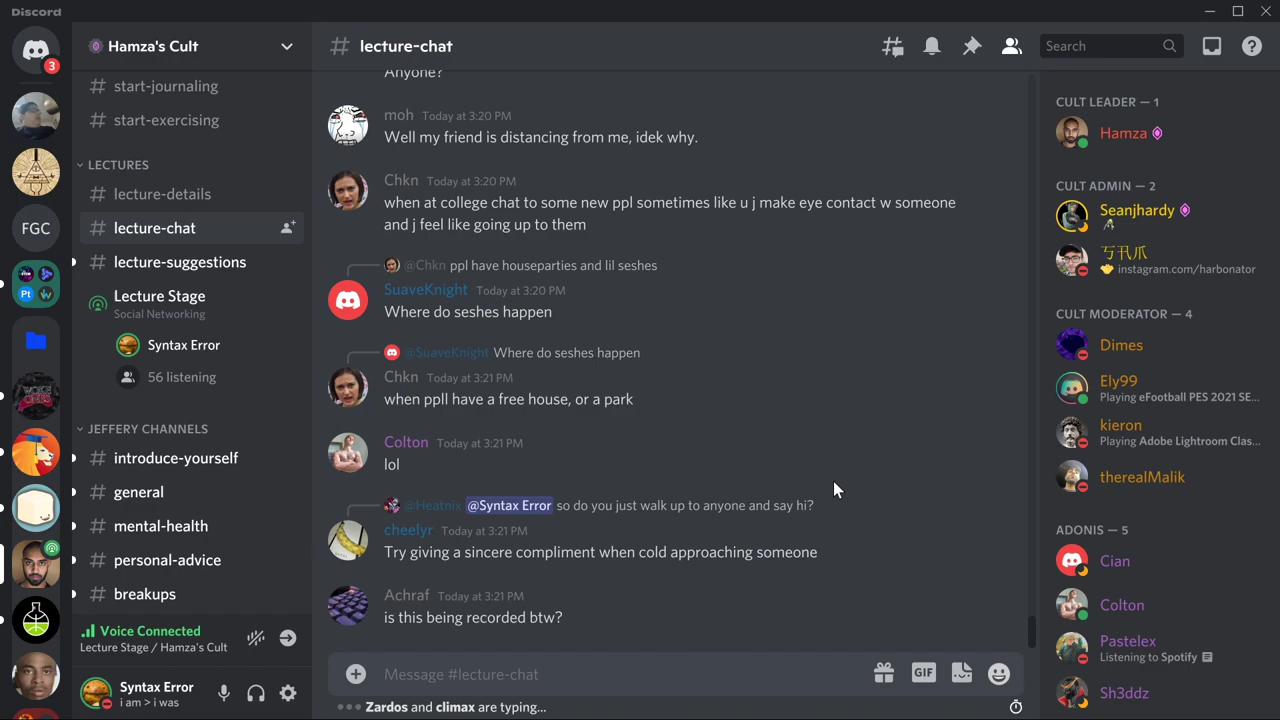 Discord
3
Hamza's Cult
start-journaling
start-exercising
LECTURES
lecture-details
lecture-chat
lecture-suggestions
Lecture Stage
Social Networking
Syntax Error
56 listening
JEFFERY CHANNELS
introduce-yourself
general
mental-health
personal-advice
breakups
Voice Connected
Lecture Stage / Hamza's Cult
Syntax Error
i am > i was
FGC
lecture-chat
Search
Anyone?
moh Today at 3:20 PM
Well my friend is distancing from me, idek why.
Chkn Today at 3:20 PM
when at college chat to some new ppl sometimes like u j make eye contact w someone
and j feel like going up to them
@Chkn ppl have houseparties and lil seshes
SuaveKnight Today at 3:20 PM
Where do seshes happen
@SuaveKnight Where do seshes happen
Chkn Today at 3:21 PM
when ppll have a free house, or a park
Colton Today at 3:21 PM
lol
@Heatnix @Syntax Error so do you just walk up to anyone and say hi?
cheelyr Today at 3:21 PM
Try giving a sincere compliment when cold approaching someone
Achraf Today at 3:21 PM
is this being recorded btw?
Message #lecture-chat
GIF
Zardos and climax are typing...
CULT LEADER — 1
Hamza
CULT ADMIN — 2
Seanjhardy
instagram.com/harbonator
CULT MODERATOR — 4
Dimes
Ely99
Playing eFootball PES 2021 SE...
kieron
Playing Adobe Lightroom Clas...
therealMalik
ADONIS — 5
Cian
Colton
Pastelex
Listening to Spotify
Sh3ddz